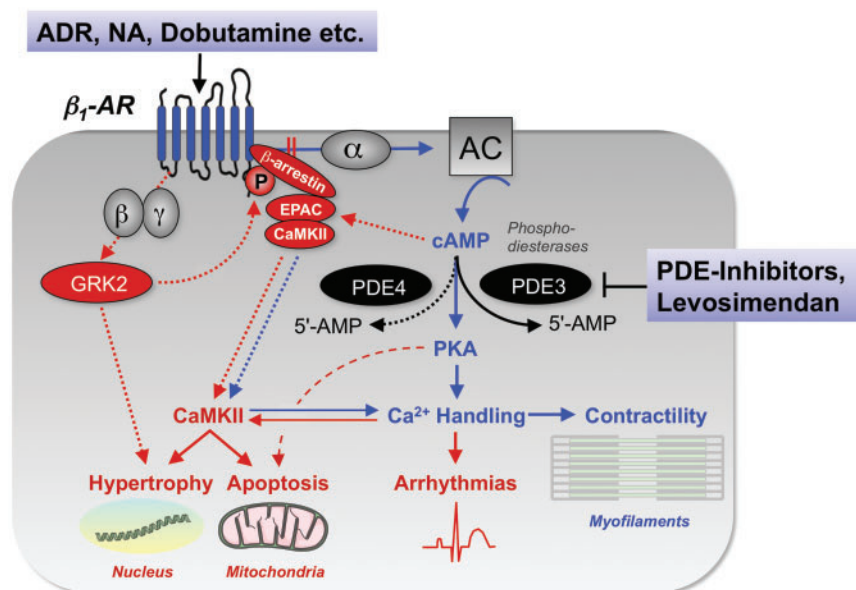 ADR, NA, Dobutamine etc.
β₁-AR
α
AC
β-arrestin
P
EPAC
CaMKII
β γ
cAMP
Phospho-
diesterases
GRK2
PDE4
PDE3
PDE-Inhibitors,
Levosimendan
5'-AMP
5'-AMP
PKA
CaMKII
Ca²⁺ Handling
Contractility
Hypertrophy
Apoptosis
Arrhythmias
Myofilaments
Nucleus
Mitochondria